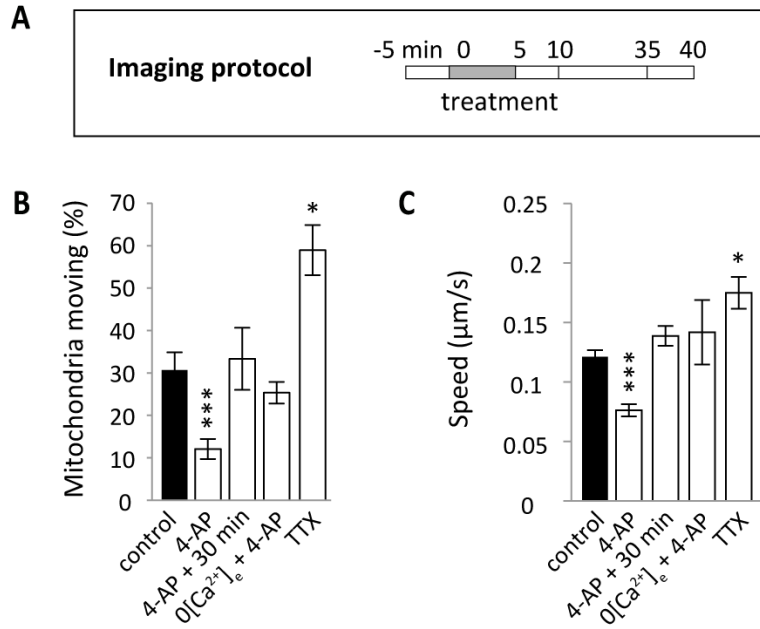 A
Imaging protocol
-5 min 0 5 10 35 40
treatment
B
Mitochondria moving (%)
70
60
50
40
30
20
10
0
***
*
control
4-AP
4-AP + 30 min
0[Ca²⁺]ₑ + 4-AP
TTX
C
Speed (µm/s)
0.25
0.2
0.15
0.1
0.05
0
***
*
control
4-AP
4-AP + 30 min
0[Ca²⁺]ₑ + 4-AP
TTX